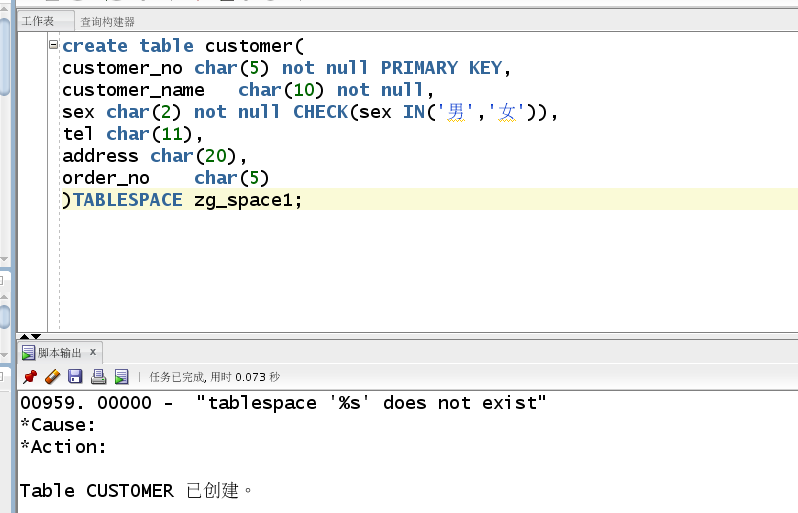 工作表 查询构建器
create table customer(
customer_no char(5) not null PRIMARY KEY,
customer_name   char(10) not null,
sex char(2) not null CHECK(sex IN('男','女')),
tel char(11),
address char(20),
order_no    char(5)
)TABLESPACE zg_space1;
脚本输出 x
任务已完成, 用时 0.073 秒
00959. 00000 -  "tablespace '%s' does not exist"
*Cause:
*Action:
Table CUSTOMER 已创建。